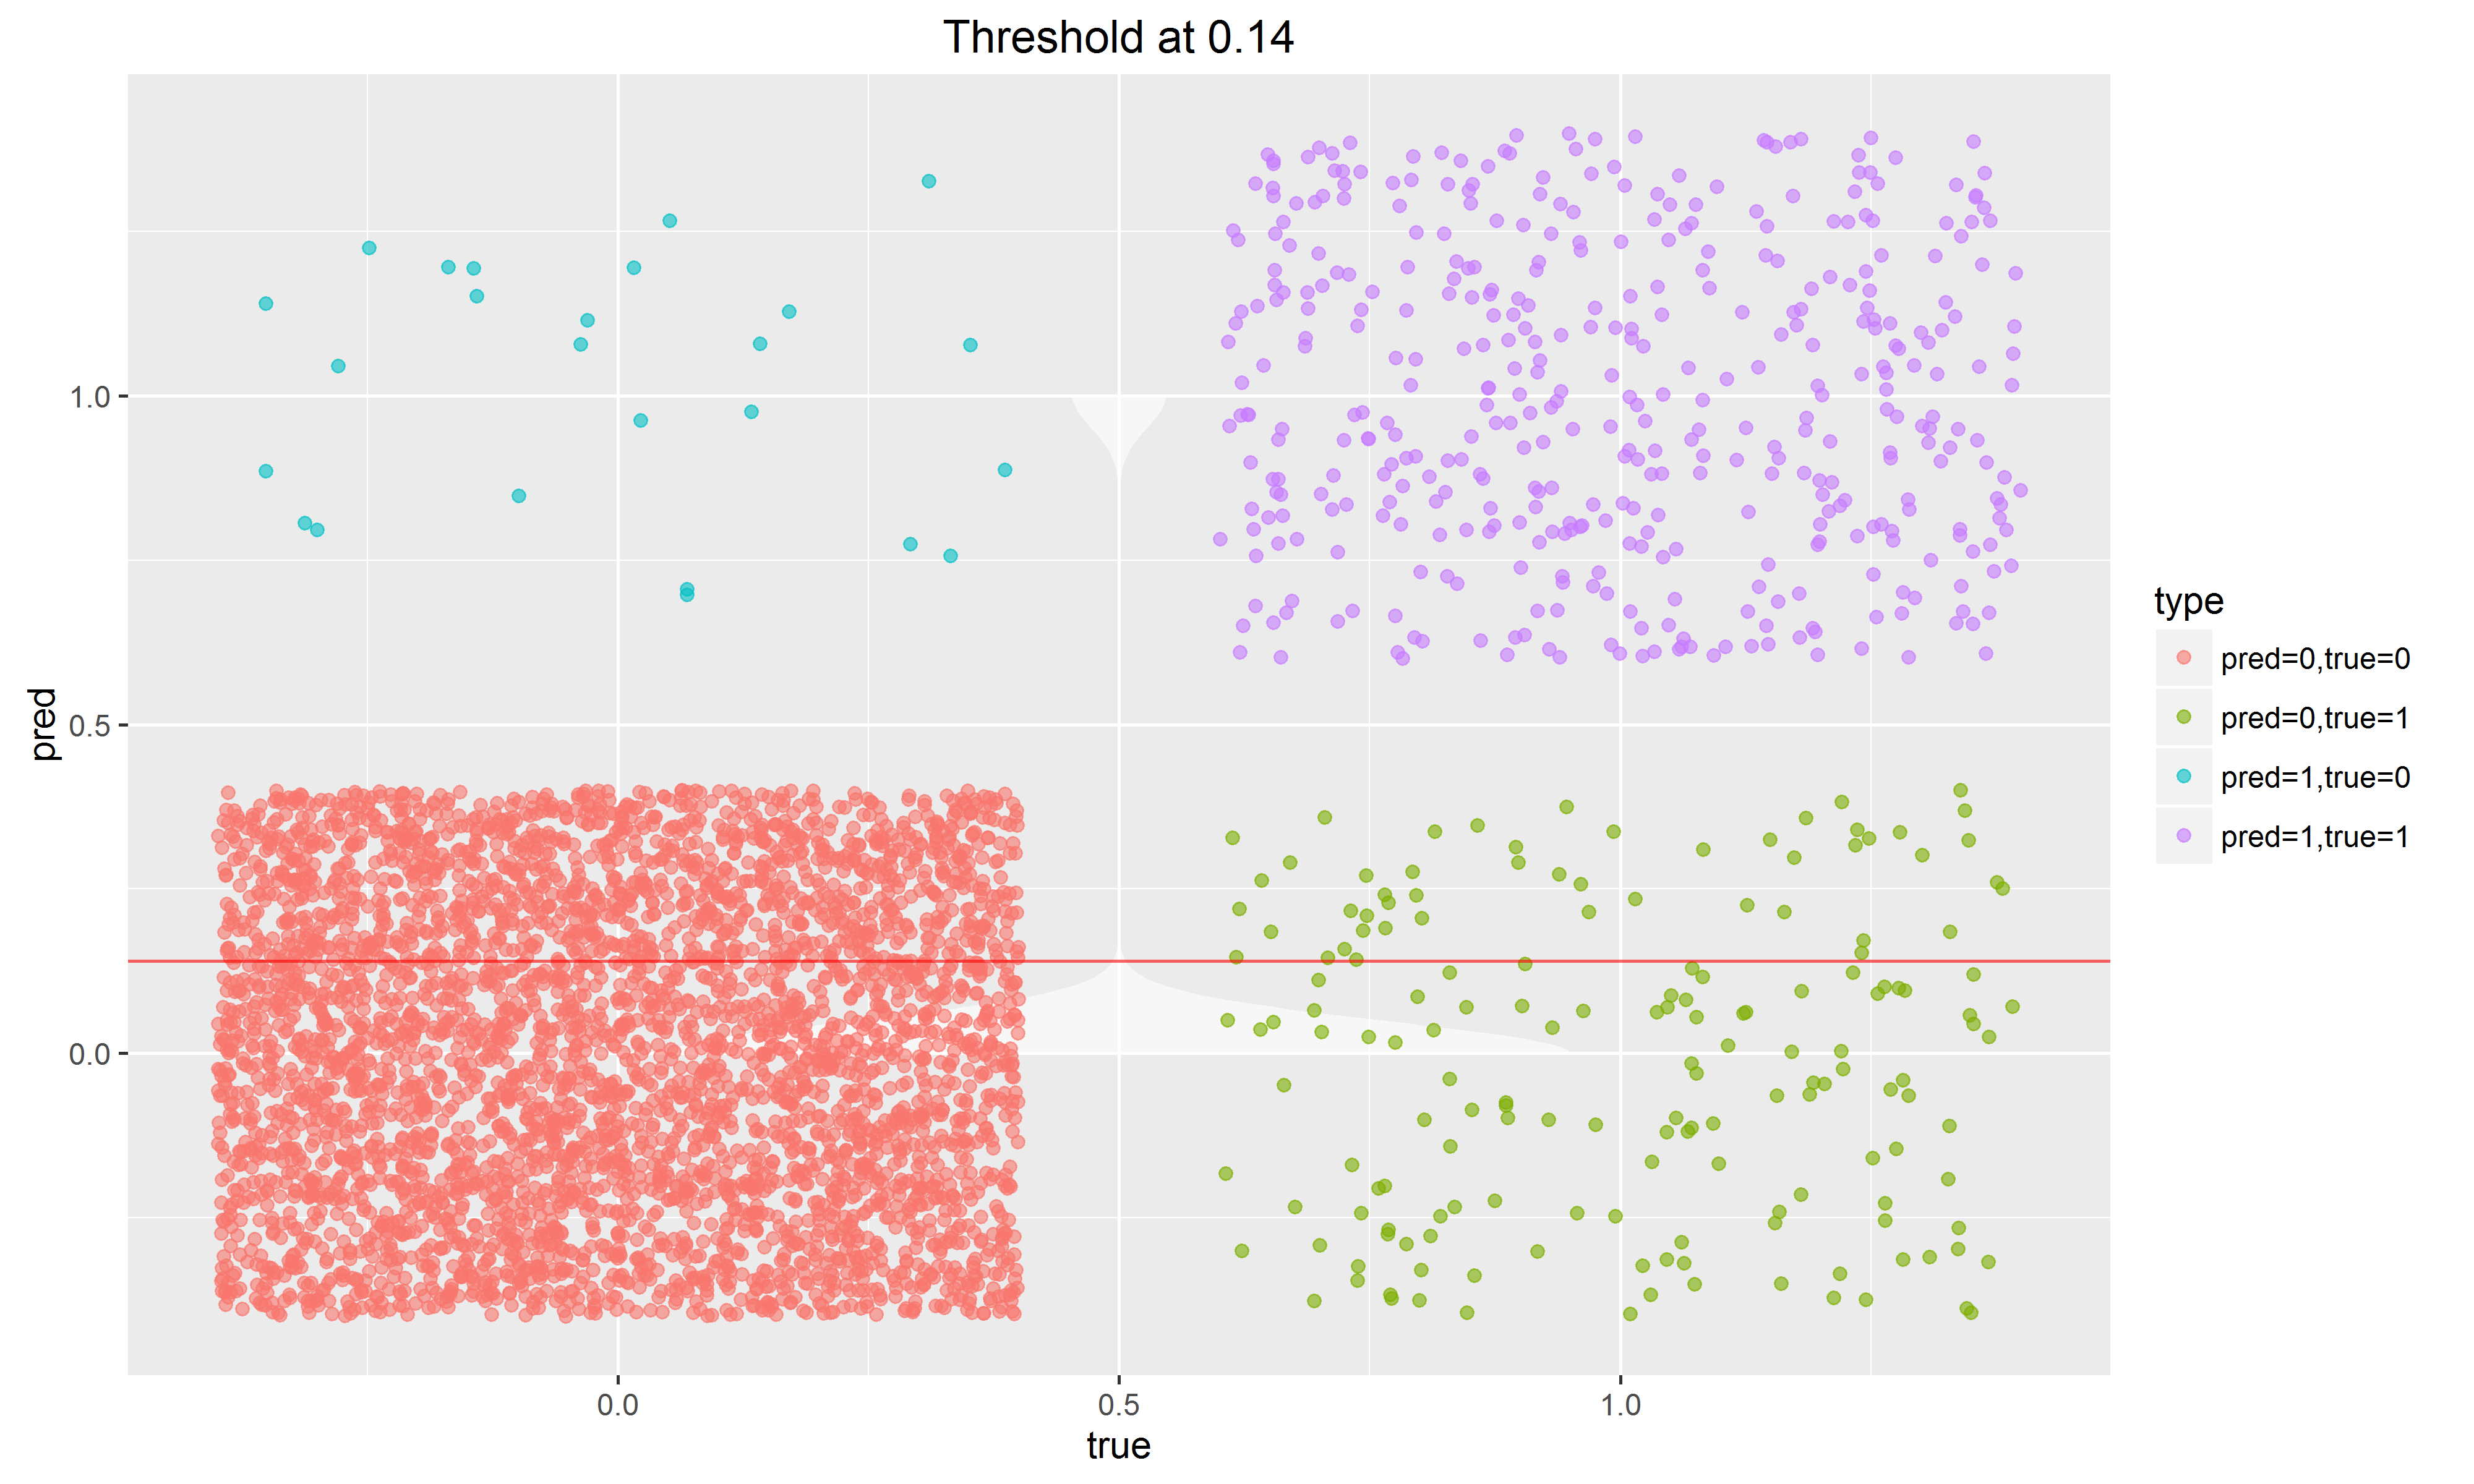 Threshold at 0.14
pred
1.0
0.5
0.0
0.0
0.5
1.0
true
type
pred=0,true=0
pred=0,true=1
pred=1,true=0
pred=1,true=1